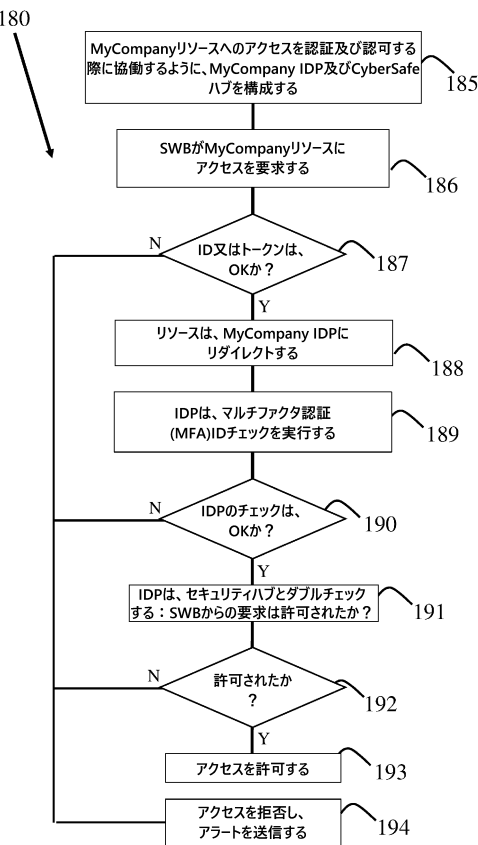 180
MyCompanyリソースへのアクセスを認証及び認可する
際に協働するように、MyCompany IDP及びCyberSafe
ハブを構成する
185
SWBがMyCompanyリソースに
アクセスを要求する
186
N
ID又はトークンは、
OKか？
187
Y
リソースは、MyCompany IDPに
リダイレクトする
188
IDPは、マルチファクタ認証
(MFA)IDチェックを実行する
189
N
IDPのチェックは、
OKか？
190
Y
IDPは、セキュリティハブとダブルチェック
する：SWBからの要求は許可されたか？
191
N
許可されたか
？
192
Y
アクセスを許可する
193
アクセスを拒否し、
アラートを送信する
194